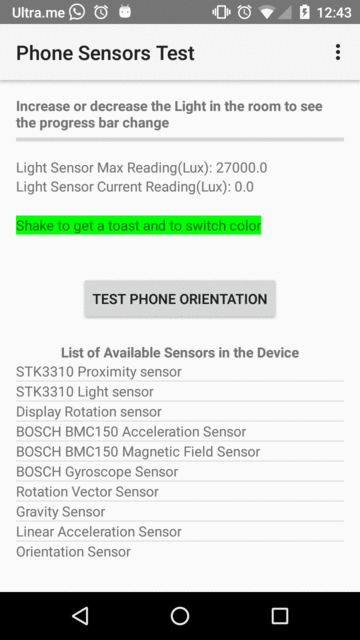 Ultra.me 12:43
Phone Sensors Test
Increase or decrease the Light in the room to see
the progress bar change
Light Sensor Max Reading(Lux): 27000.0
Light Sensor Current Reading(Lux): 0.0
Shake to get a toast and to switch color
TEST PHONE ORIENTATION
List of Available Sensors in the Device
STK3310 Proximity sensor
STK3310 Light sensor
Display Rotation sensor
BOSCH BMC150 Acceleration Sensor
BOSCH BMC150 Magnetic Field Sensor
BOSCH Gyroscope Sensor
Rotation Vector Sensor
Gravity Sensor
Linear Acceleration Sensor
Orientation Sensor